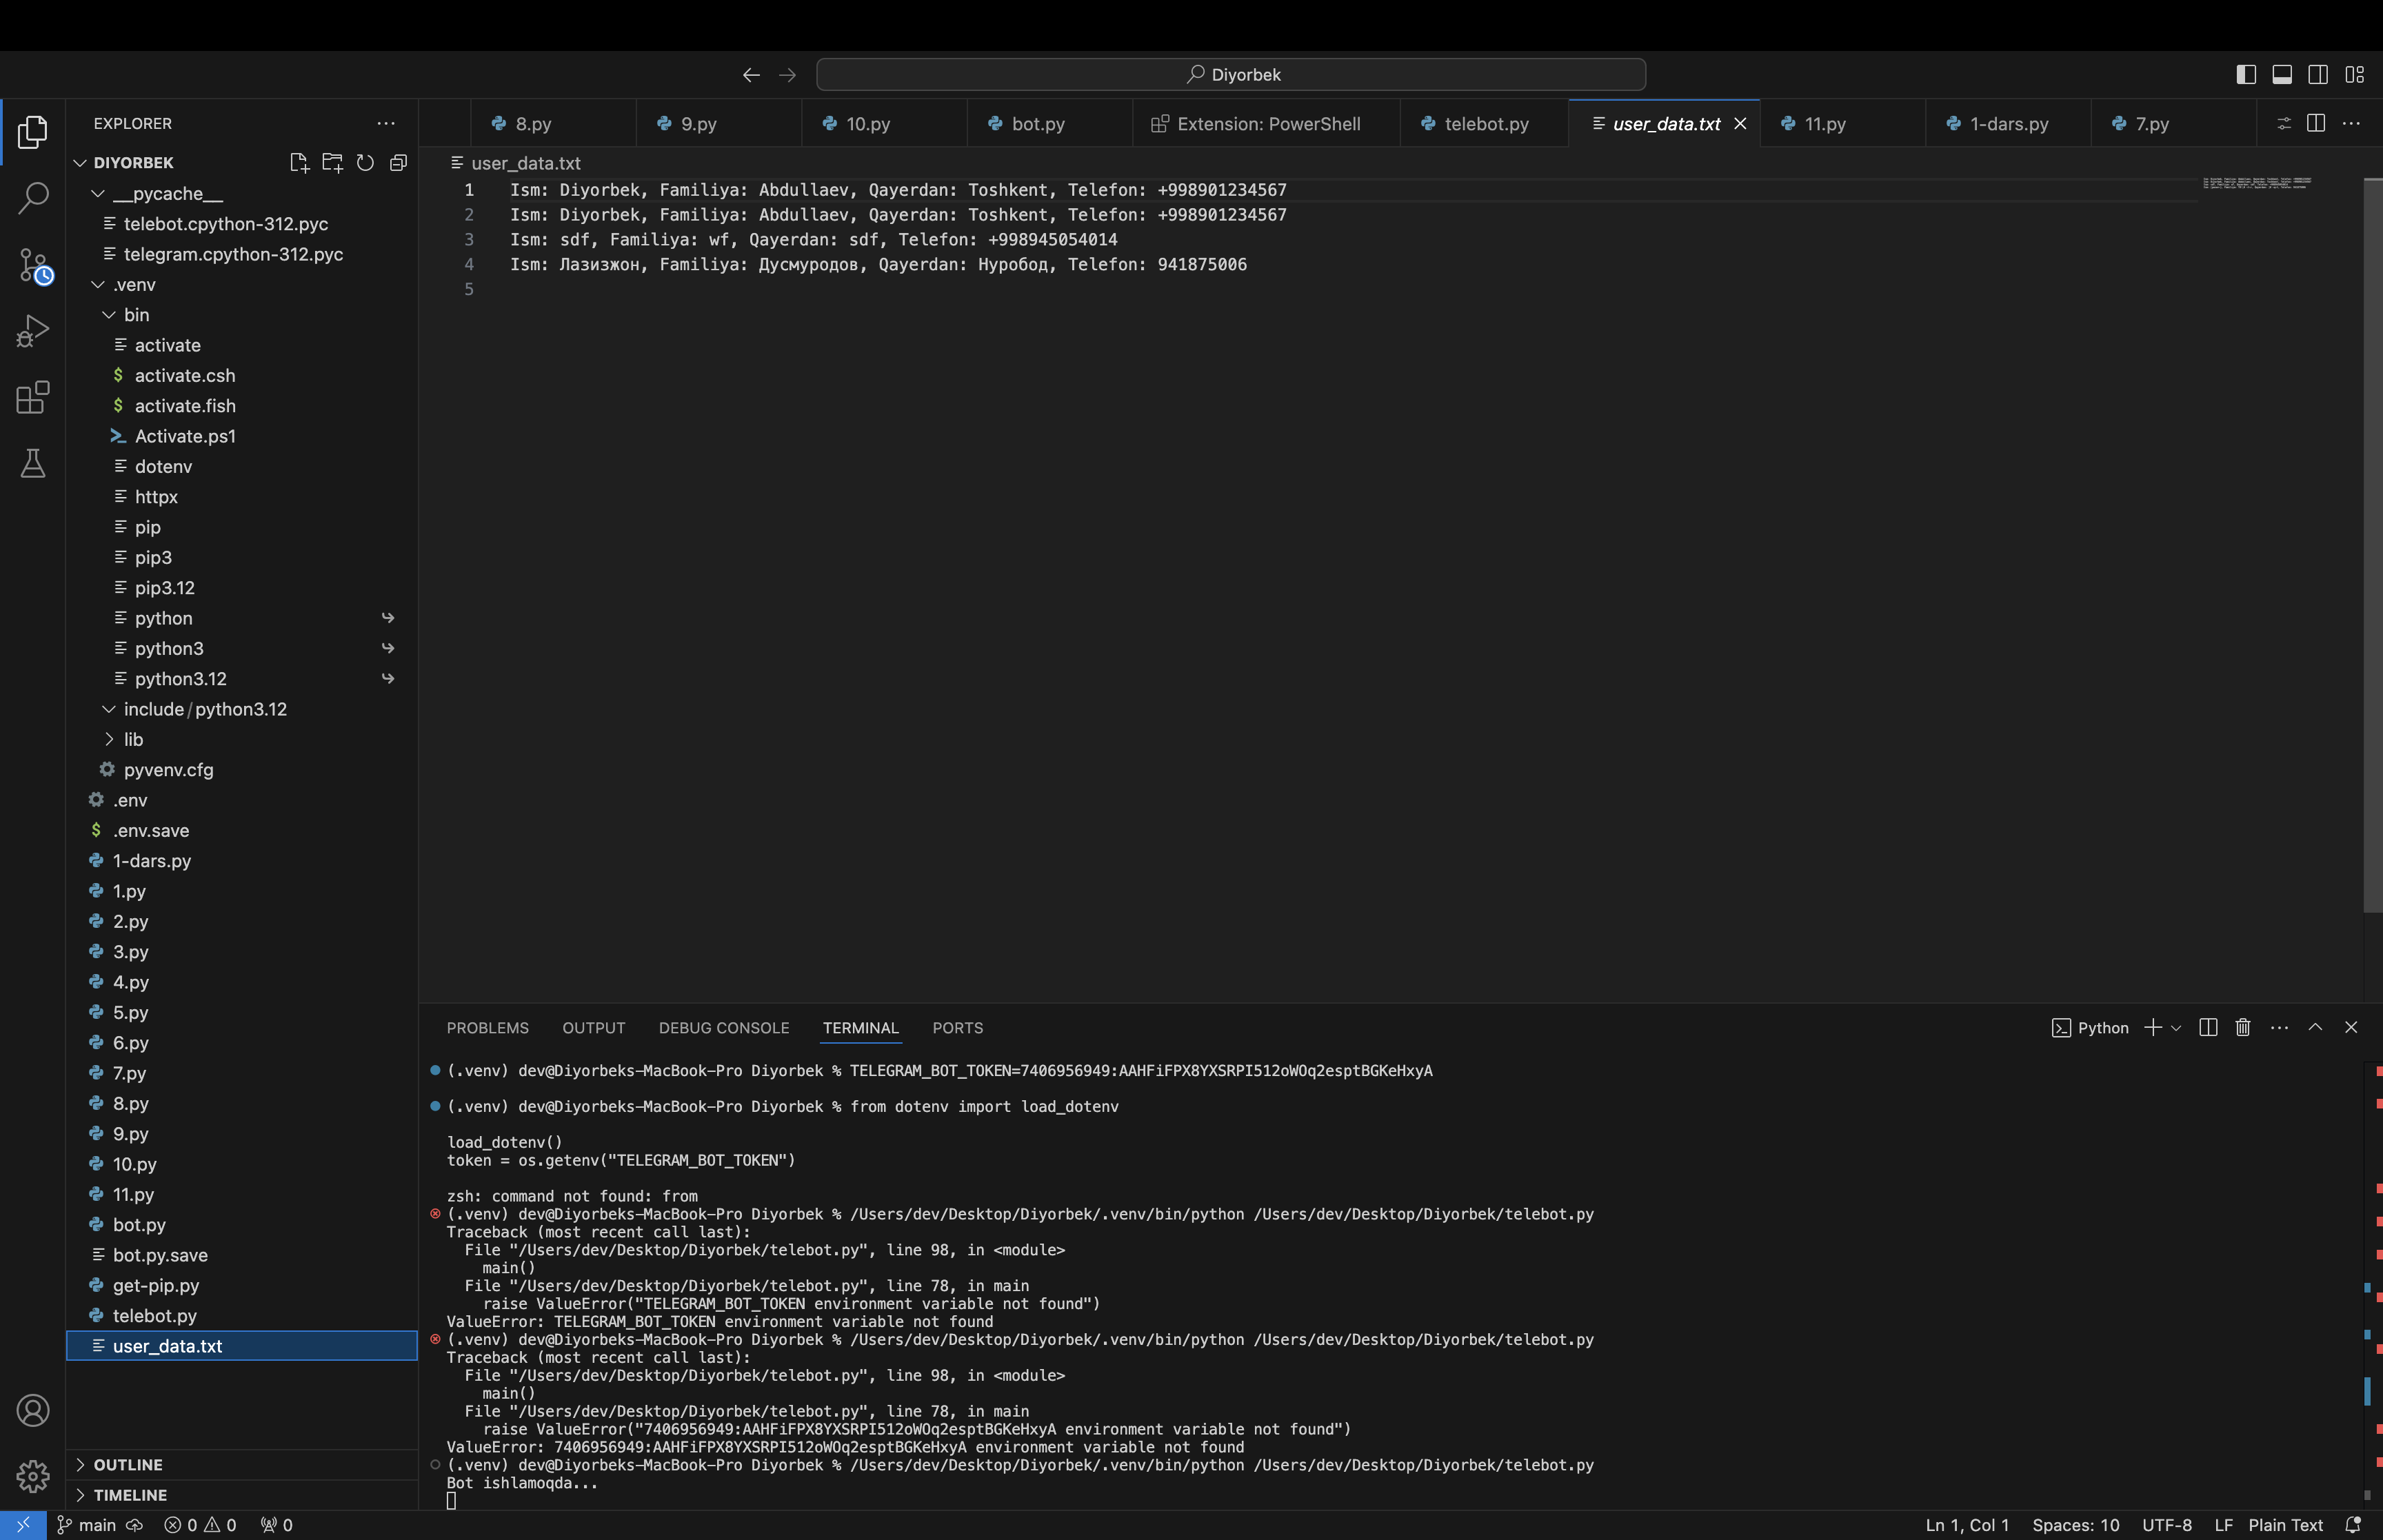 Diyorbek
EXPLORER
DIYORBEK
__pycache__
telebot.cpython-312.pyc
telegram.cpython-312.pyc
.venv
bin
activate
$ activate.csh
$ activate.fish
Activate.ps1
dotenv
httpx
pip
pip3
pip3.12
python
python3
python3.12
include/python3.12
lib
pyvenv.cfg
.env
$ .env.save
1-dars.py
1.py
2.py
3.py
4.py
5.py
6.py
7.py
8.py
9.py
10.py
11.py
bot.py
bot.py.save
get-pip.py
telebot.py
user_data.txt
OUTLINE
TIMELINE
8.py 9.py 10.py bot.py Extension: PowerShell telebot.py user_data.txt 11.py 1-dars.py 7.py
user_data.txt
1 Ism: Diyorbek, Familiya: Abdullaev, Qayerdan: Toshkent, Telefon: +998901234567
2 Ism: Diyorbek, Familiya: Abdullaev, Qayerdan: Toshkent, Telefon: +998901234567
3 Ism: sdf, Familiya: wf, Qayerdan: sdf, Telefon: +998945054014
4 Ism: Лазизжон, Familiya: Дусмуродов, Qayerdan: Нуробод, Telefon: 941875006
5
PROBLEMS OUTPUT DEBUG CONSOLE TERMINAL PORTS
Python
(.venv) dev@Diyorbeks-MacBook-Pro Diyorbek % TELEGRAM_BOT_TOKEN=7406956949:AAHFiFPX8YXSRPI512oWOq2esptBGKeHxyA
(.venv) dev@Diyorbeks-MacBook-Pro Diyorbek % from dotenv import load_dotenv
load_dotenv()
token = os.getenv("TELEGRAM_BOT_TOKEN")
zsh: command not found: from
(.venv) dev@Diyorbeks-MacBook-Pro Diyorbek % /Users/dev/Desktop/Diyorbek/.venv/bin/python /Users/dev/Desktop/Diyorbek/telebot.py
Traceback (most recent call last):
File "/Users/dev/Desktop/Diyorbek/telebot.py", line 98, in <module>
main()
File "/Users/dev/Desktop/Diyorbek/telebot.py", line 78, in main
raise ValueError("TELEGRAM_BOT_TOKEN environment variable not found")
ValueError: TELEGRAM_BOT_TOKEN environment variable not found
(.venv) dev@Diyorbeks-MacBook-Pro Diyorbek % /Users/dev/Desktop/Diyorbek/.venv/bin/python /Users/dev/Desktop/Diyorbek/telebot.py
Traceback (most recent call last):
File "/Users/dev/Desktop/Diyorbek/telebot.py", line 98, in <module>
main()
File "/Users/dev/Desktop/Diyorbek/telebot.py", line 78, in main
raise ValueError("7406956949:AAHFiFPX8YXSRPI512oWOq2esptBGKeHxyA environment variable not found")
ValueError: 7406956949:AAHFiFPX8YXSRPI512oWOq2esptBGKeHxyA environment variable not found
(.venv) dev@Diyorbeks-MacBook-Pro Diyorbek % /Users/dev/Desktop/Diyorbek/.venv/bin/python /Users/dev/Desktop/Diyorbek/telebot.py
Bot ishlamoqda...
main 0 0 0 Ln 1, Col 1 Spaces: 10 UTF-8 LF Plain Text